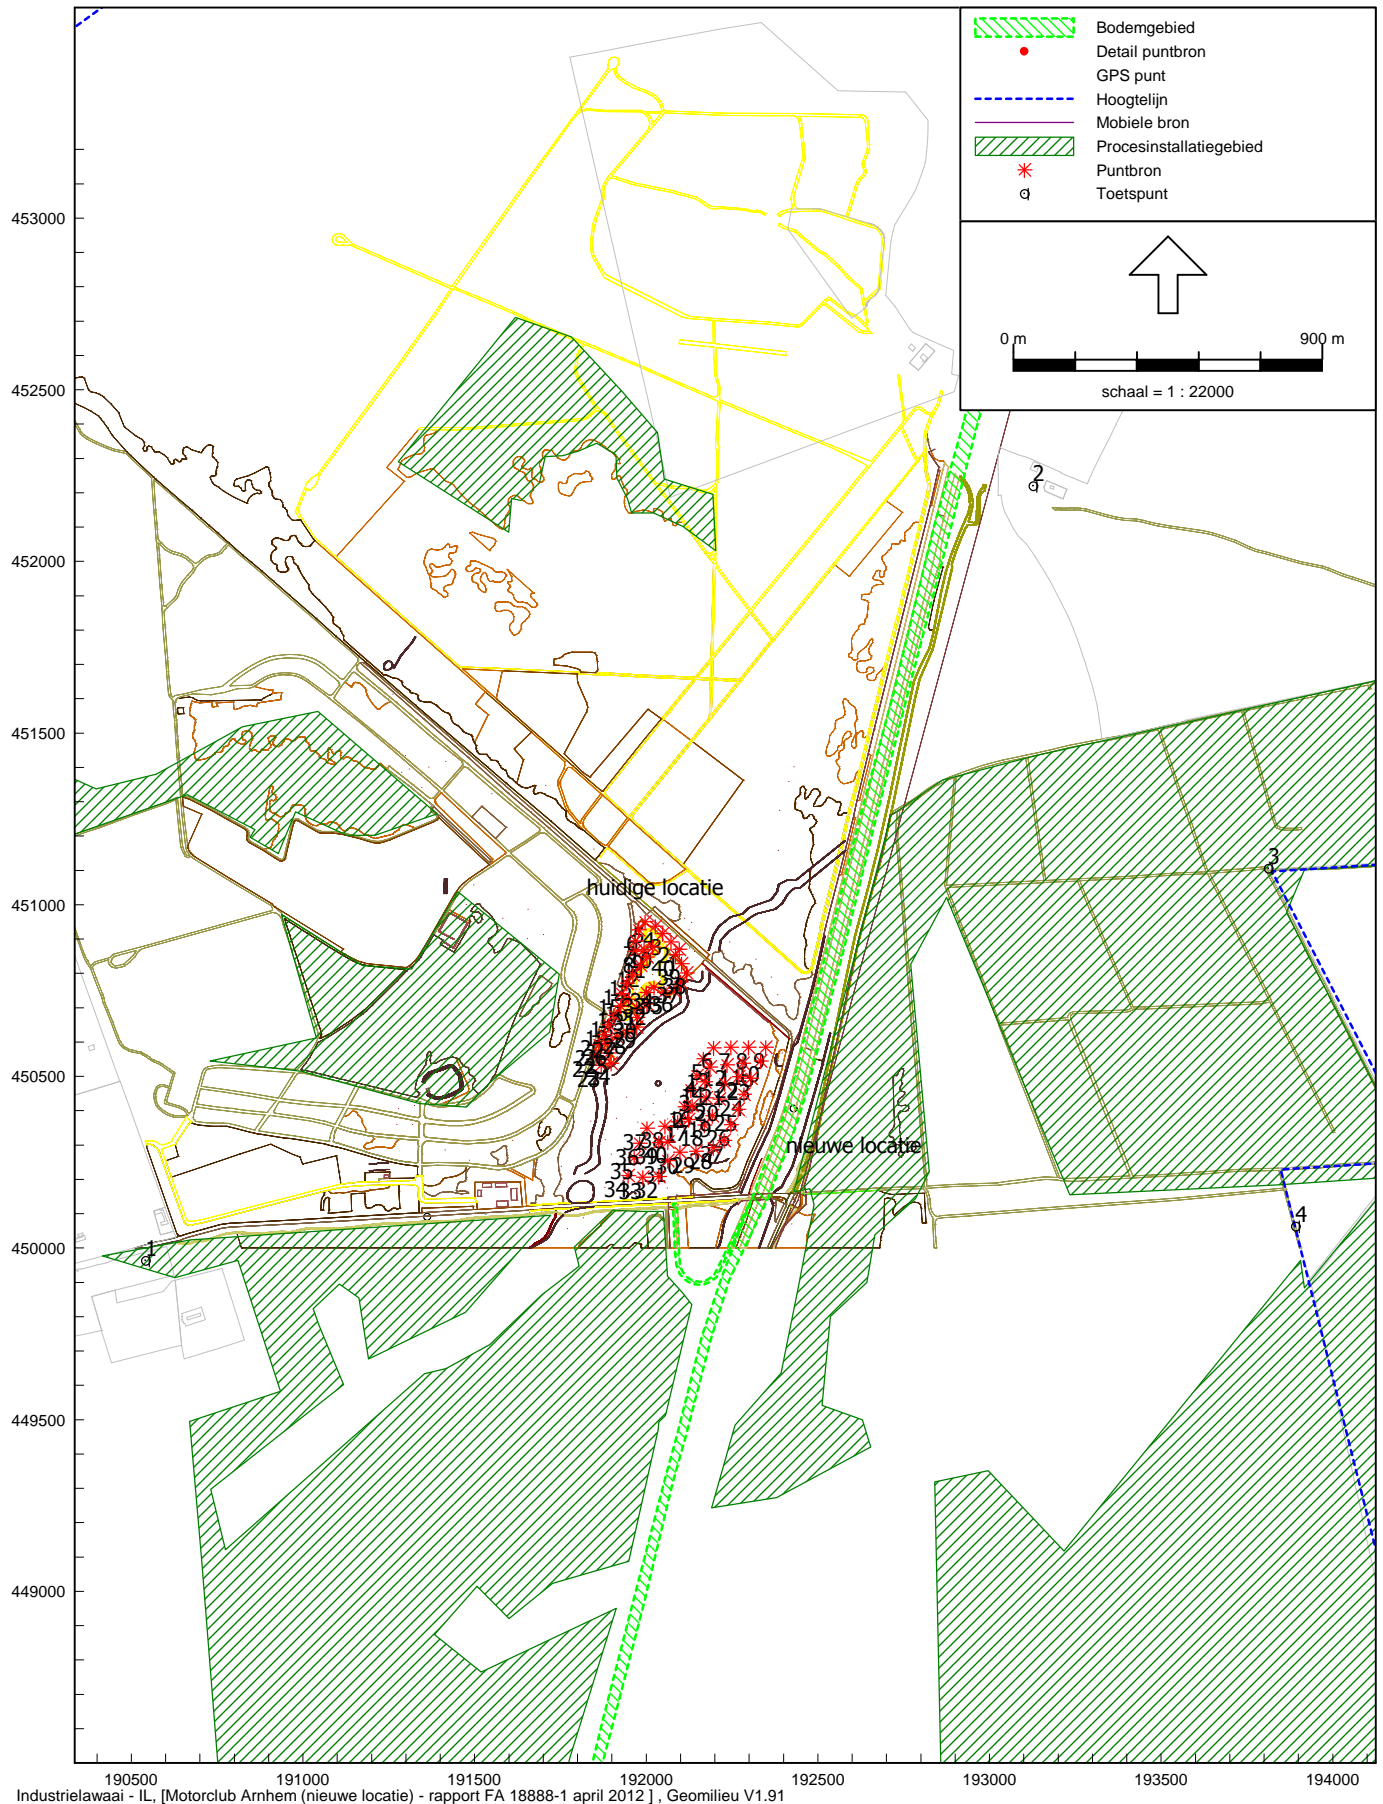 Bodemgebied
Detail puntbron
GPS punt
Hoogtelijn
Mobiele bron
Procesinstallatiegebied
Puntbron
Toetspunt
0 m 900 m
schaal = 1 : 22000
453000
452500
452000
451500
451000
450500
450000
449500
449000
2
3
huidige locatie
nieuwe locatie
1
4
190500 191000 191500 192000 192500 193000 193500 194000
Industrielawaai - IL, [Motorclub Arnhem (nieuwe locatie) - rapport FA 18888-1 april 2012 ] , Geomilieu V1.91